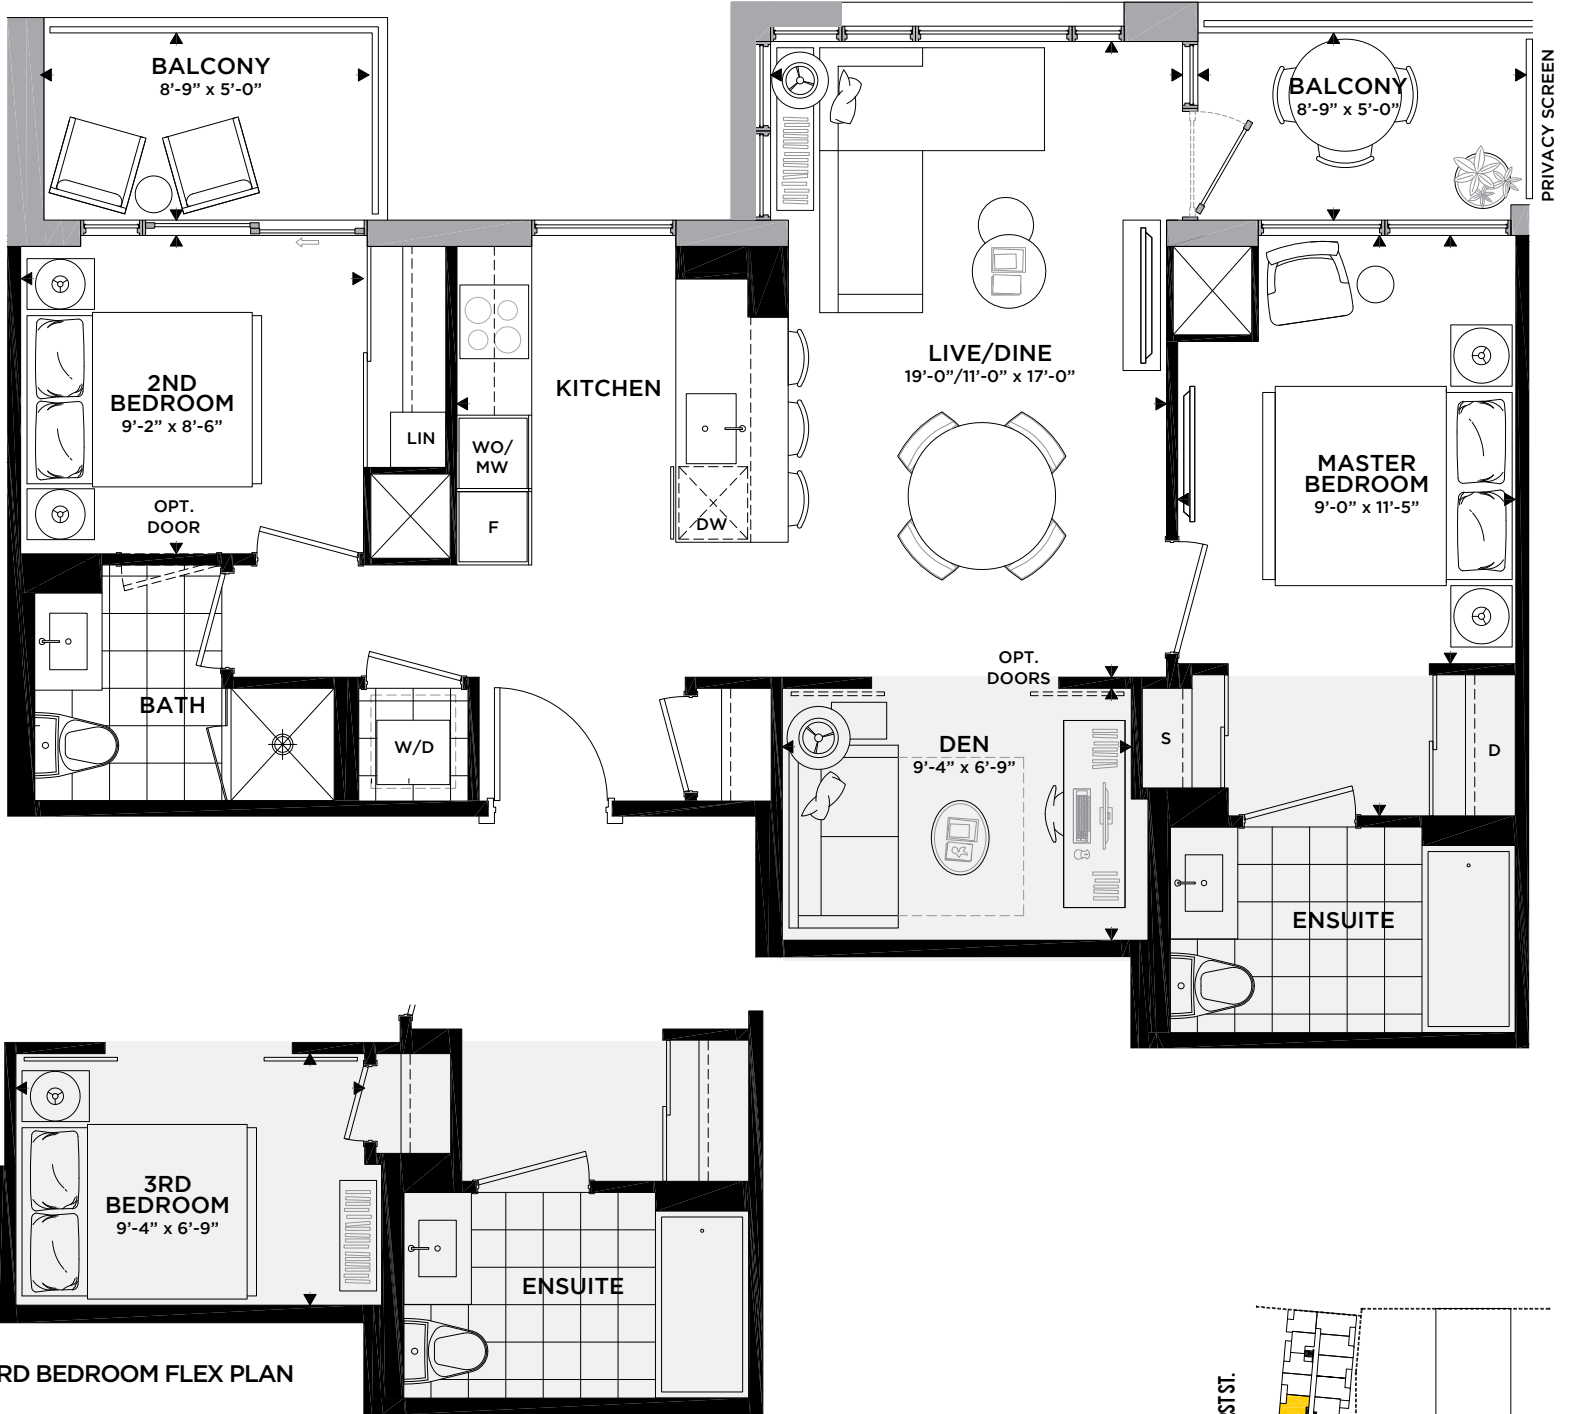 BALCONY
8’-9” x 5’-0”
BALCONY
8’-9” x 5’-0”
PRIVACY SCREEN
2ND
BEDROOM
9’-2” x 8’-6”
OPT.
DOOR
LIN
WO/
MW
F
KITCHEN
DW
LIVE/DINE
19’-0”/11’-0” x 17’-0”
MASTER
BEDROOM
9’-0” x 11’-5”
OPT.
DOORS
BATH
W/D
DEN
9’-4” x 6’-9”
S
D
ENSUITE
3RD
BEDROOM
9’-4” x 6’-9”
ENSUITE
RD BEDROOM FLEX PLAN
ST ST.